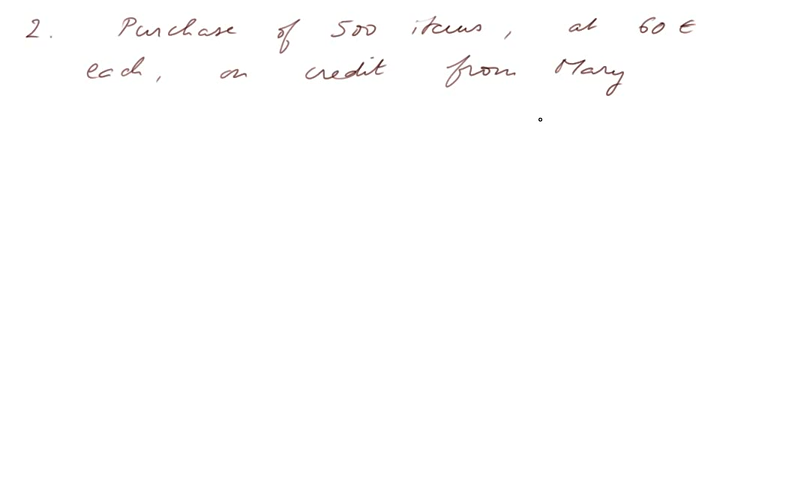 2. Purchase of 500 items, at 60 €
each, on credit from Mary